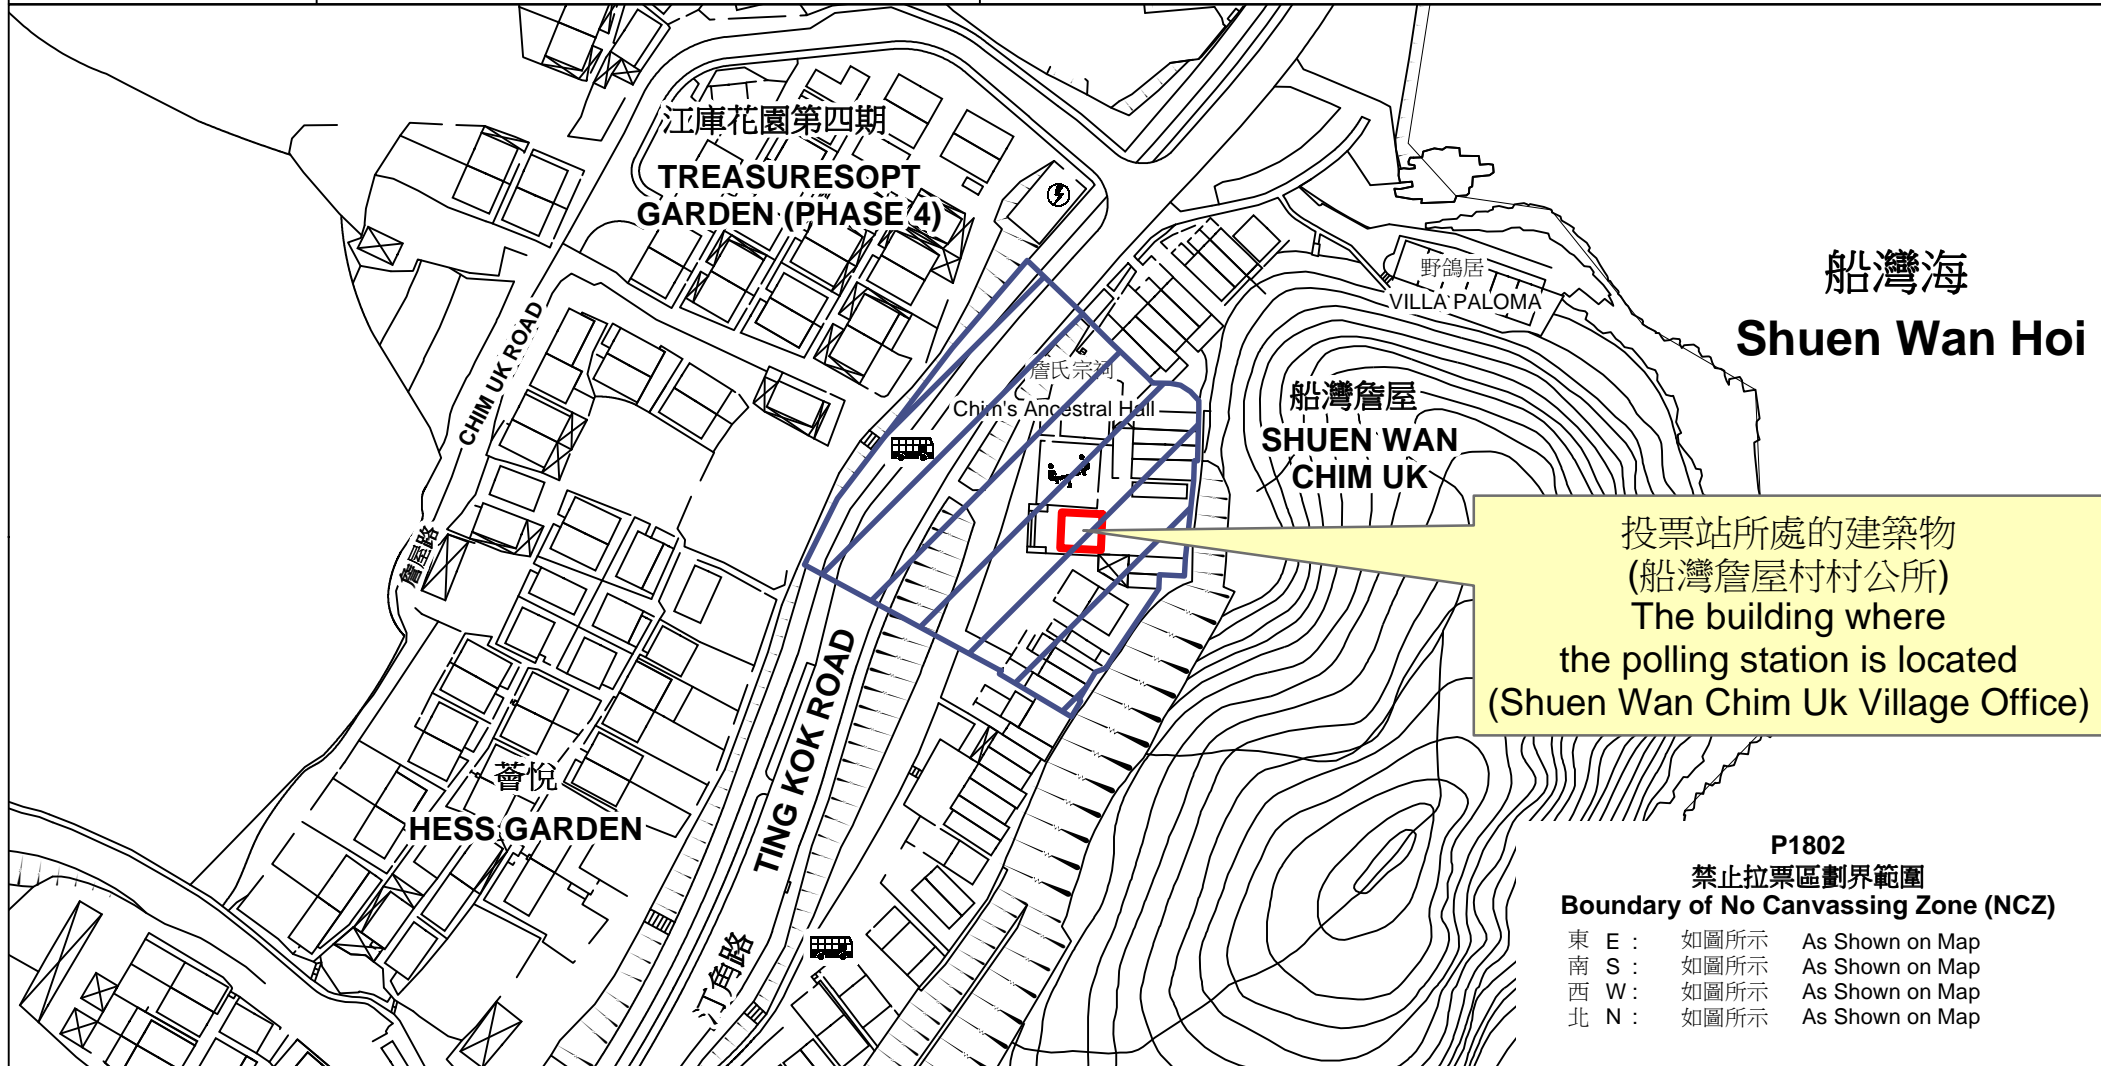 江庫花園第四期
TREASURESOPT
GARDEN (PHASE 4)
CHIM UK ROAD
詹屋路
野鴿居
VILLA PALOMA
船灣海
Shuen Wan Hoi
詹氏宗祠
Chim's Ancestral Hall
船灣詹屋
SHUEN WAN
CHIM UK
投票站所處的建築物
(船灣詹屋村村公所)
The building where
the polling station is located
(Shuen Wan Chim Uk Village Office)
薈悅
HESS GARDEN
TING KOK ROAD
汀角路
P1802
禁止拉票區劃界範圍
Boundary of No Canvassing Zone (NCZ)
東 E : 如圖所示 As Shown on Map
南 S : 如圖所示 As Shown on Map
西 W : 如圖所示 As Shown on Map
北 N : 如圖所示 As Shown on Map